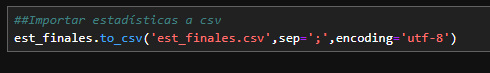 ##Importar estadísticas a csv
est_finales.to_csv('est_finales.csv',sep=';',encoding='utf-8')